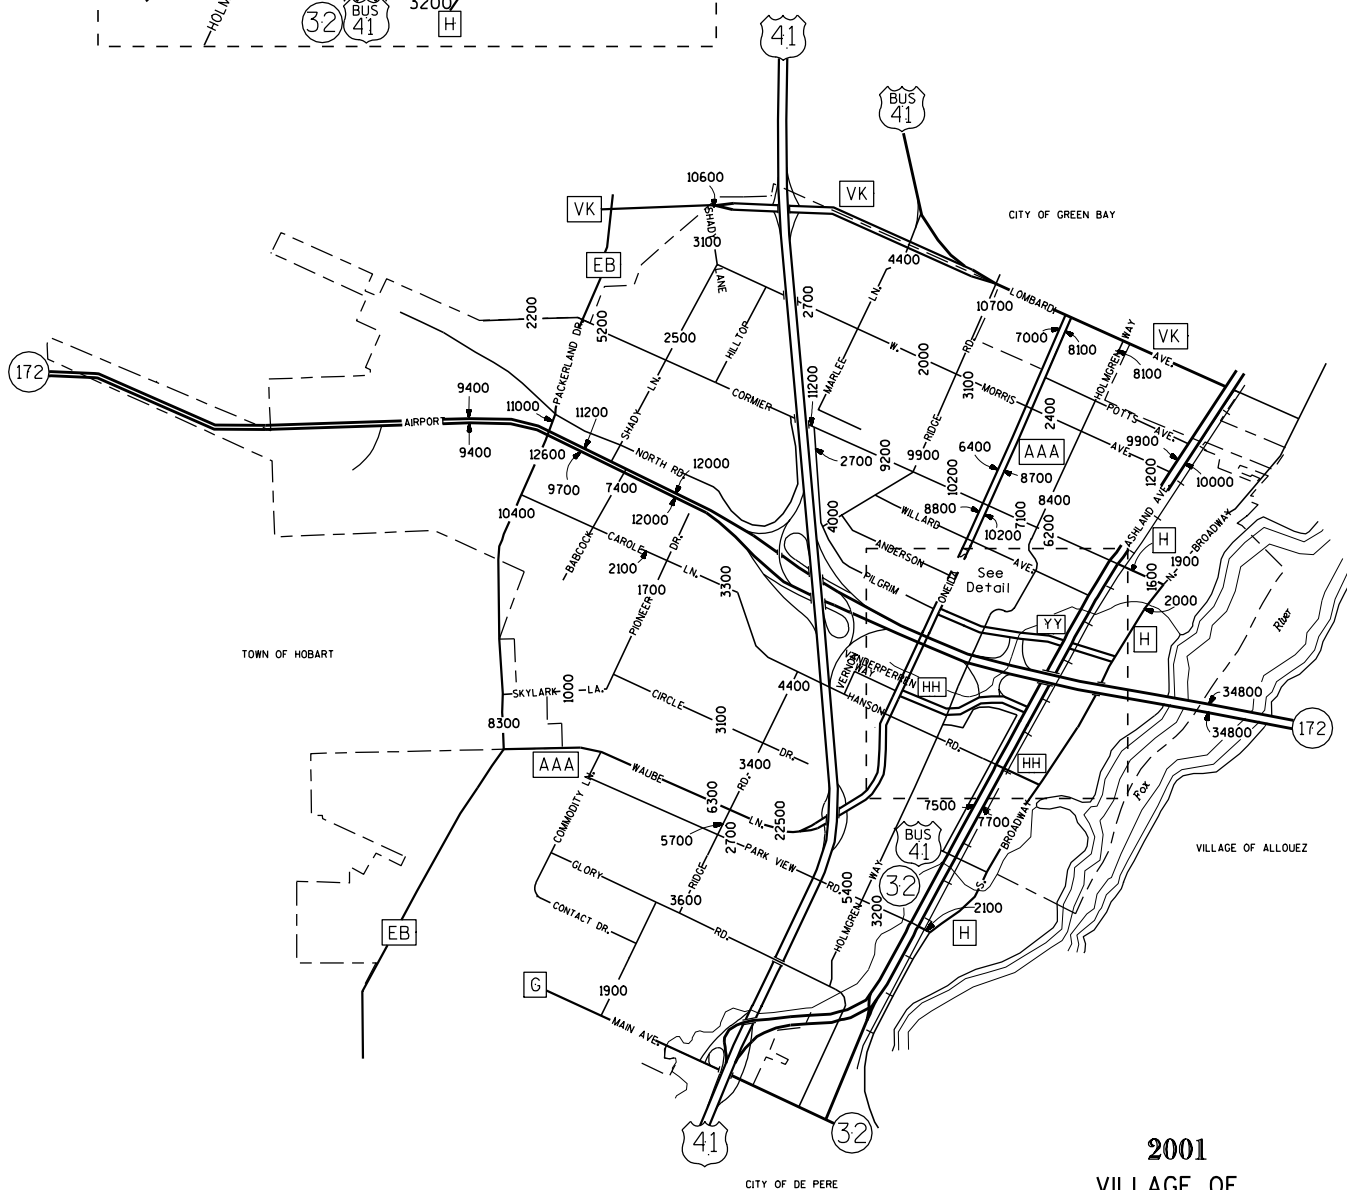 HOLM
32
BUS
41
3200
H
41
BUS
41
10600
VK
VK
CITY OF GREEN BAY
SHADY
LANE
3100
EB
4400
2200
5200
PACKERLAND DR.
2500
HILLTOP
2700
MARLEE LN.
10700
LOMBARDI
AVE.
VK
7000
8100
HOLMGREN WAY
8100
172
W.
2000
MORRIS
AVE.
POTTS AVE.
RIDGE RD.
3100
2400
9400
9400
AIRPORT
11000
11200
12600
9700
SHADY LN.
CORMIER
11200
NORTH RD.
12000
7400
12000
2700
9200
9900
10200
6400
AAA
8700
8400
9900
1200
10000
10400
BABCOCK
CAROLE
LN.
2100
1700
PIONEER DR.
3300
4000
WILLARD
AVE.
8800
10200
7100
6200
ANDERSON
PILGRIM
ONEIDA S
See
Detail
ASHLAND AVE
H
N. BROADWAY
1900
1600
2000
H
YY
River
TOWN OF HOBART
SKYLARK LA.
1000
CIRCLE
DR.
3100
4400
VERNON
VANDERPERREN
WAY
HH
HANSON
RD.
34800
34800
172
8300
AAA
WAUBE
LN.
6300
3400
RD.
22500
HH
7500
7700
Fox
COMMODITY LN.
5700
2700
PARK VIEW
RD.
BUS
41
BROADWAY
S.
VILLAGE OF ALLOUEZ
GLORY
RD.
RIDGE
3600
CONTACT DR.
5400
3200
32
HOLMGREN WAY
2100
H
EB
G
1900
MAIN AVE.
41
32
2001
VILLAGE OF
CITY OF DE PERE